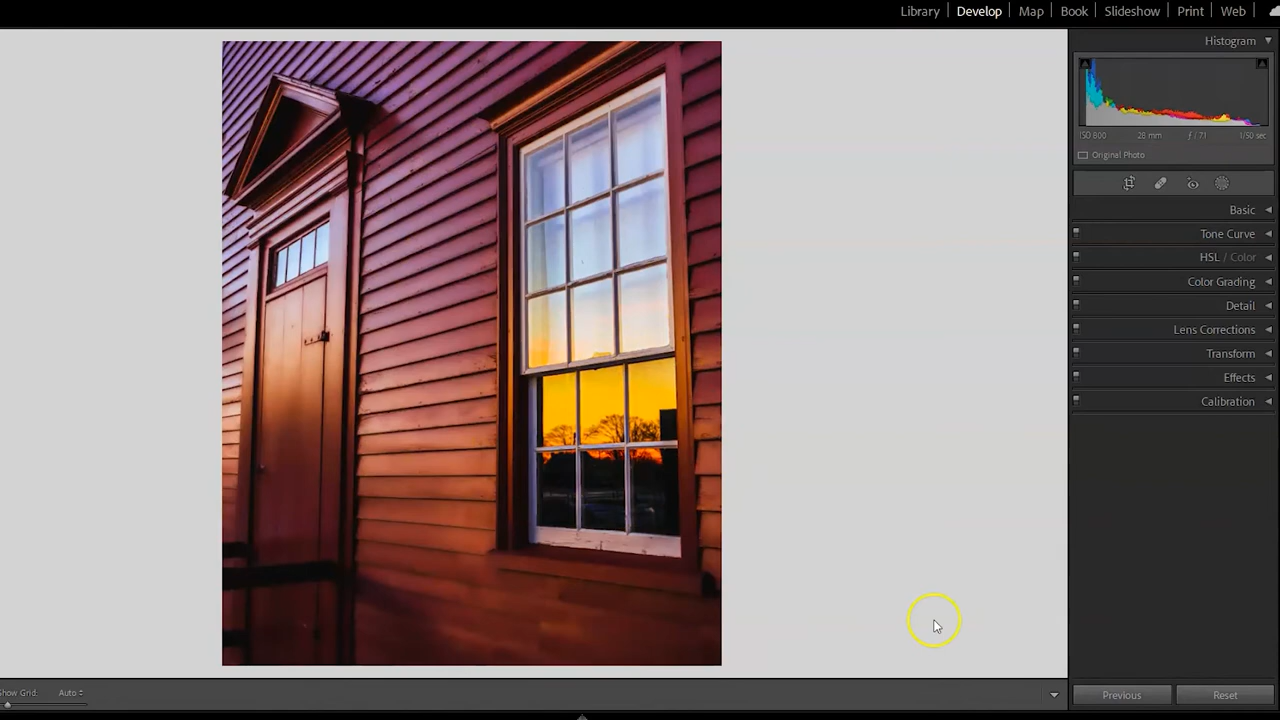 Library | Develop | Map | Book | Slideshow | Print | Web
Histogram
ISO 800 28 mm ƒ / 71 1/50 sec
Original Photo
Basic
Tone Curve
HSL / Color
Color Grading
Detail
Lens Corrections
Transform
Effects
Calibration
Show Grid: Auto
Previous Reset